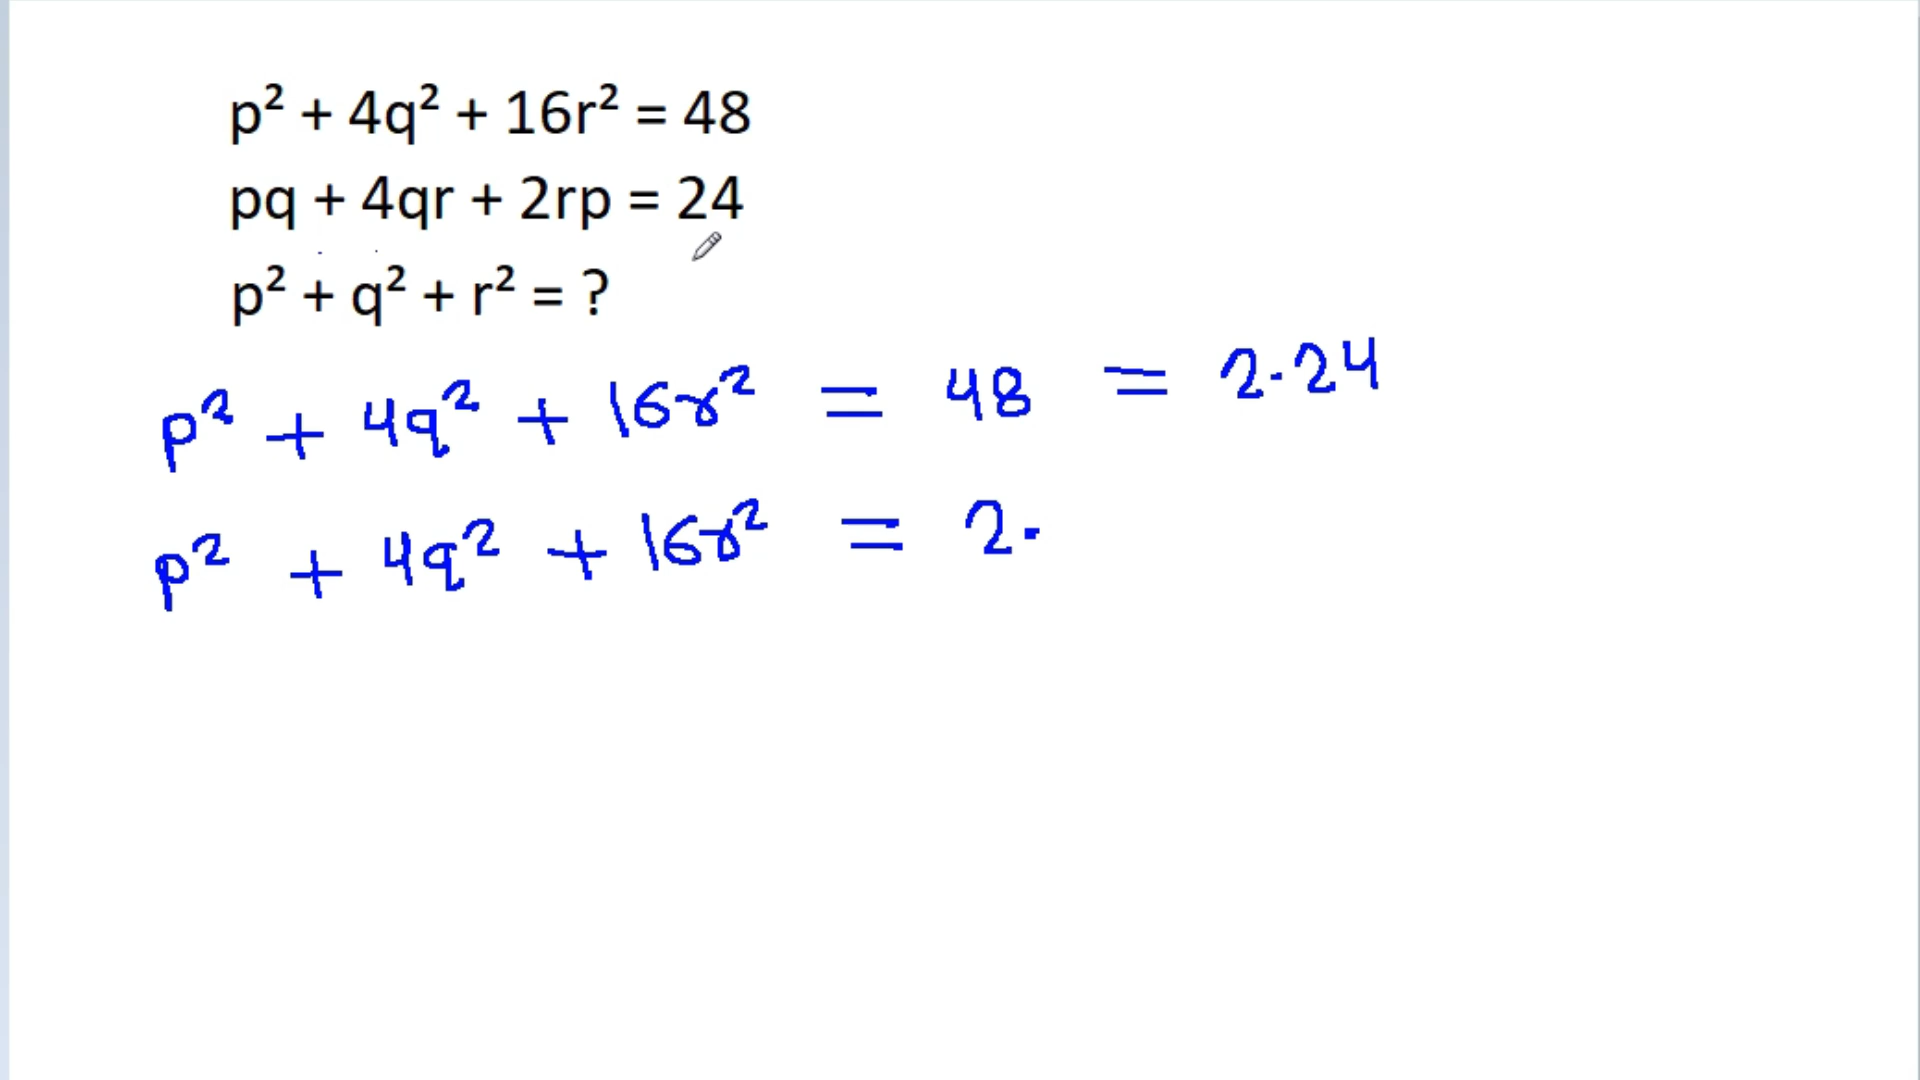 p² + 4q² + 16r² = 48
pq + 4qr + 2rp = 24
p² + q² + r² = ?
p² + 4q² + 16r² = 48 = 2·24
p² + 4q² + 16r² = 2·